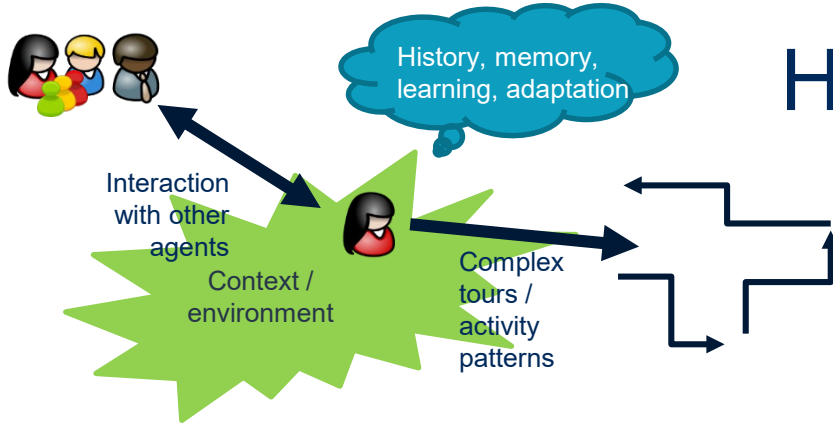 History, memory,
learning, adaptation
H
Interaction
with other
agents
Context /
environment
Complex
tours /
activity
patterns